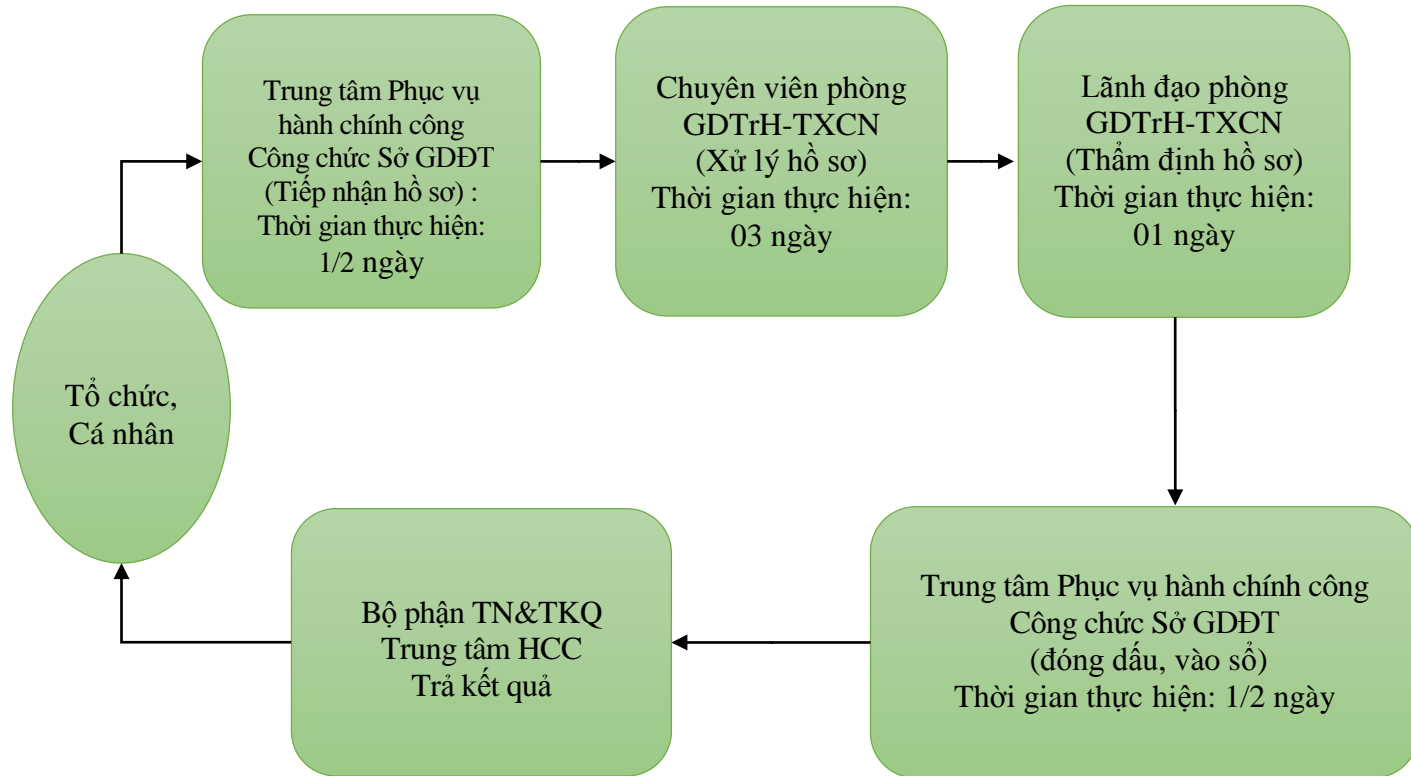 Trung tâm Phục vụ
hành chính công
Công chức Sở GDĐT
(Tiếp nhận hồ sơ) :
Thời gian thực hiện:
1/2 ngày
Chuyên viên phòng
GDTrH-TXCN
(Xử lý hồ sơ)
Thời gian thực hiện:
03 ngày
Lãnh đạo phòng
GDTrH-TXCN
(Thẩm định hồ sơ)
Thời gian thực hiện:
01 ngày
Tổ chức,
Cá nhân
Bộ phận TN&TKQ
Trung tâm HCC
Trả kết quả
Trung tâm Phục vụ hành chính công
Công chức Sở GDĐT
(đóng dấu, vào sổ)
Thời gian thực hiện: 1/2 ngày